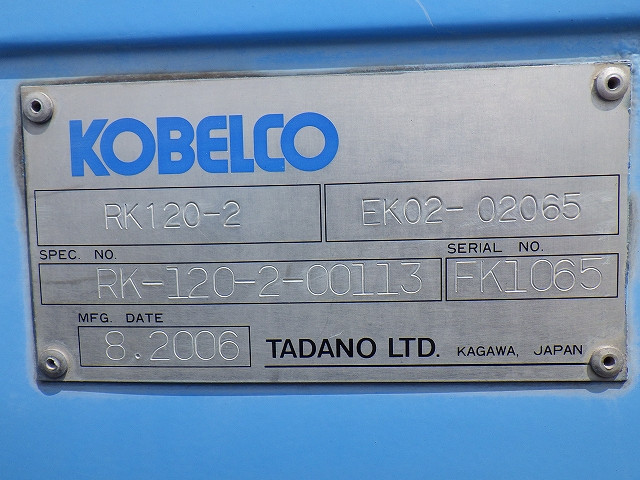 KOBELCO
RK120-2 EK02-02065
SPEC. NO. SERIAL NO.
RK-120-2-00113 FK1065
MFG. DATE
8.2006 TADANO LTD. KAGAWA, JAPAN